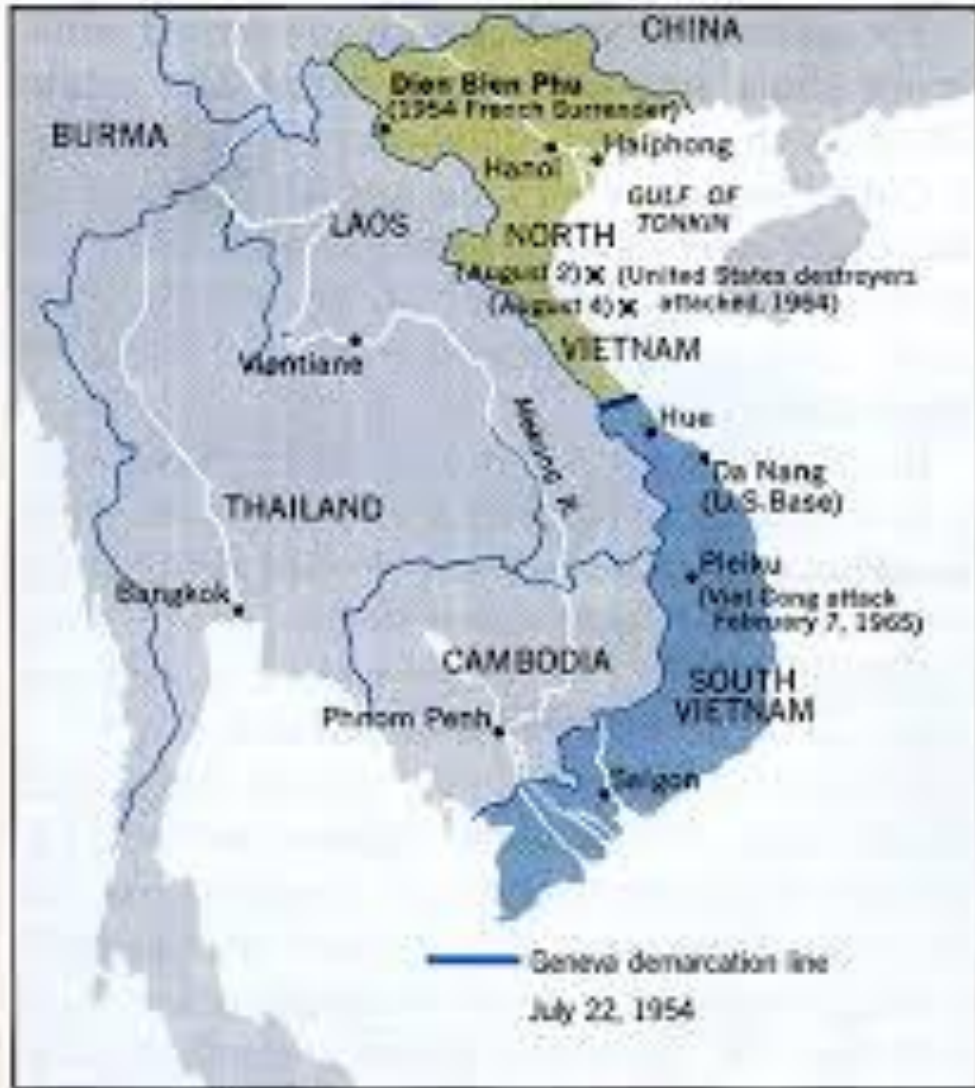 CHINA
Dien Bien Phu
(1954 French Surrender)
BURMA
Haiphong
Hanoi
GULF OF
TONKIN
LAOS
NORTH
(August 2) x (United States destroyers
(August 4) x attacked, 1964)
VIETNAM
Vientiane
Hue
Mekong R.
Da Nang
(U.S. Base)
THAILAND
Pleiku
(Viet Cong attack
February 7, 1965)
Bangkok
CAMBODIA
SOUTH
VIETNAM
Phnom Penh
Saigon
Geneva demarcation line
July 22, 1954